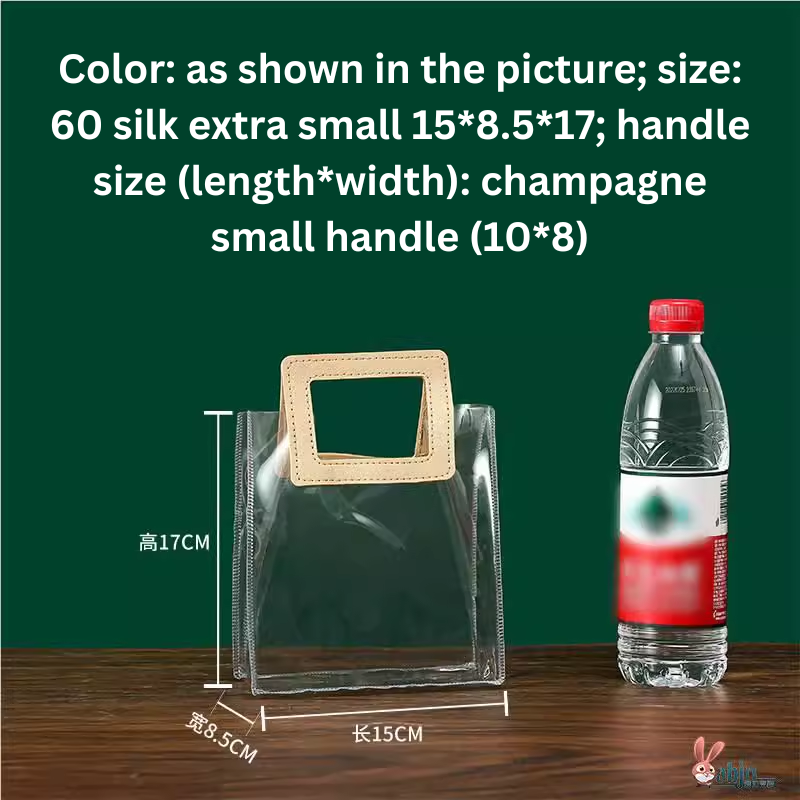 Color: as shown in the picture; size:
60 silk extra small 15*8.5*17; handle
size (length*width): champagne
small handle (10*8)
高17CM
宽8.5CM
长15CM